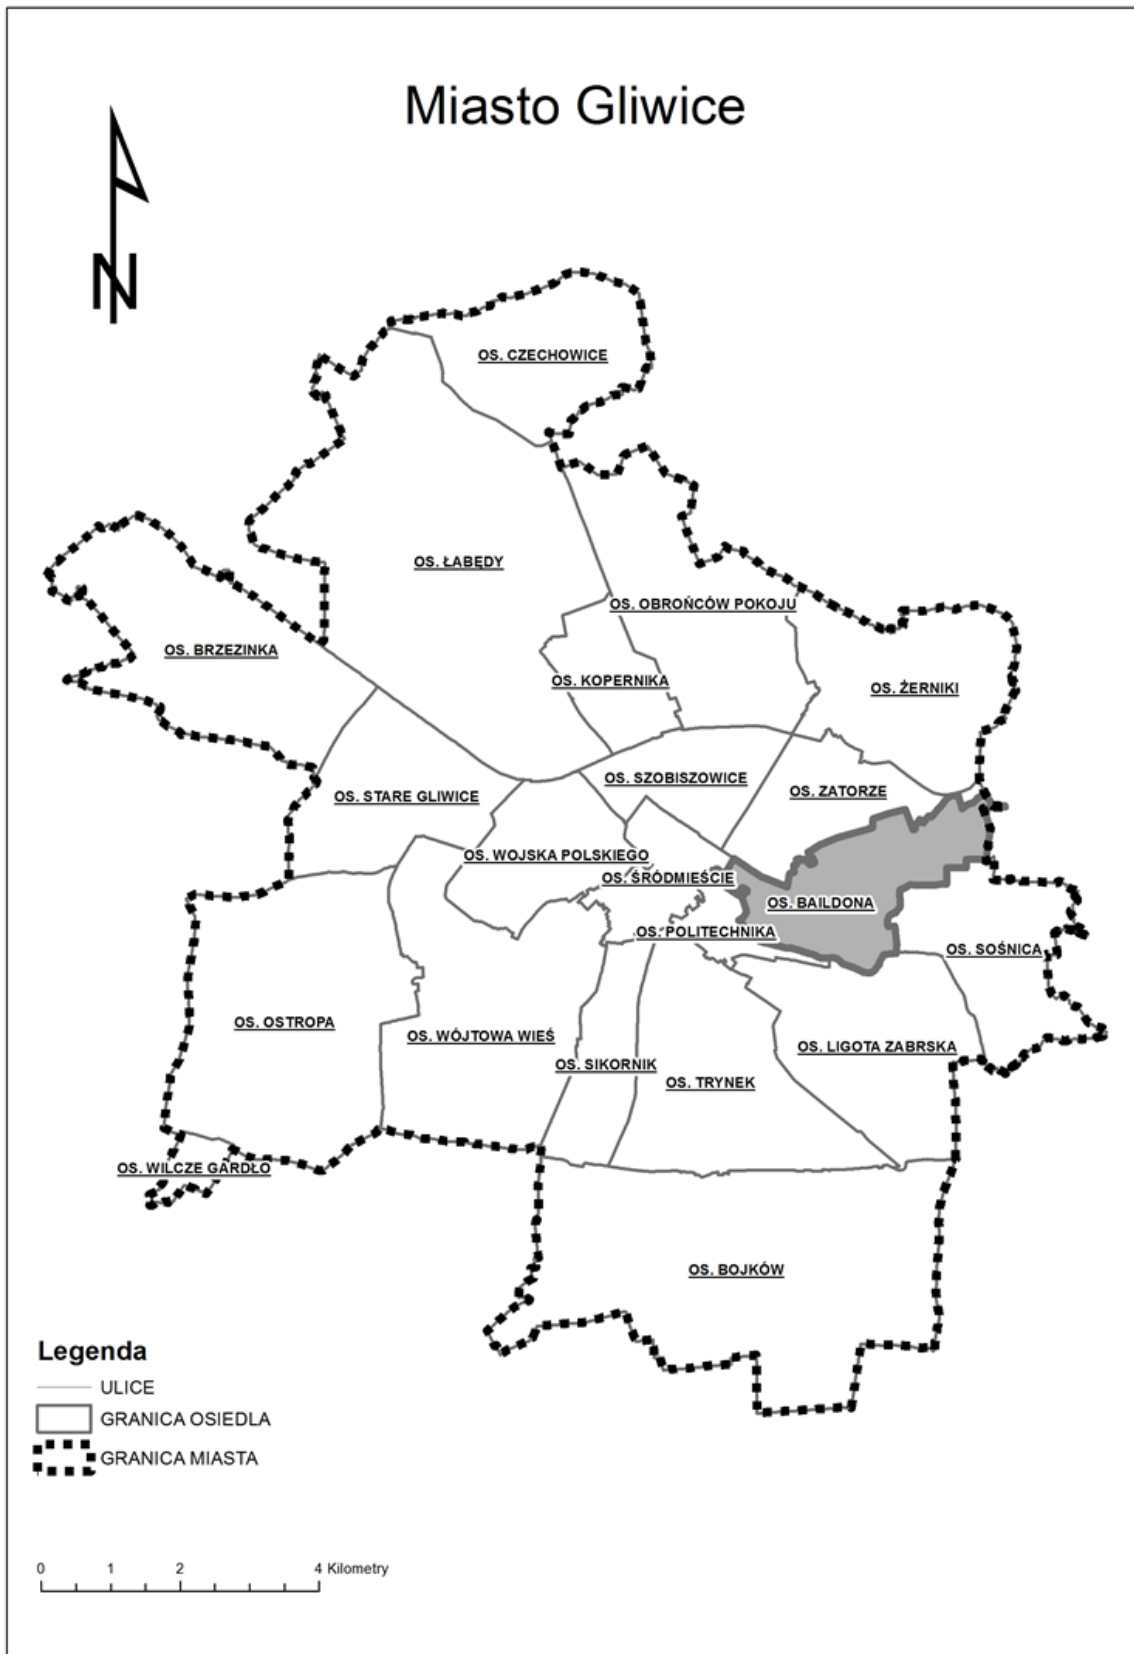 Miasto Gliwice
N
OS. CZECHOWICE
OS. ŁABĘDY
OS. OBROŃCÓW POKOJU
OS. BRZEZINKA
OS. KOPERNIKA
OS. ŻERNIKI
OS. SZOBISZOWICE
OS. ZATORZE
OS. STARE GLIWICE
OS. WOJSKA POLSKIEGO
OS. ŚRÓDMIEŚCIE
OS. BAILDONA
OS. POLITECHNIKA
OS. SOŚNICA
OS. OSTROPA
OS. WÓJTOWA WIEŚ
OS. LIGOTA ZABRSKA
OS. SIKORNIK
OS. TRYNEK
OS. WILCZE GARDŁO
OS. BOJKÓW
Legenda
ULICE
GRANICA OSIEDLA
GRANICA MIASTA
0 1 2 4 Kilometry